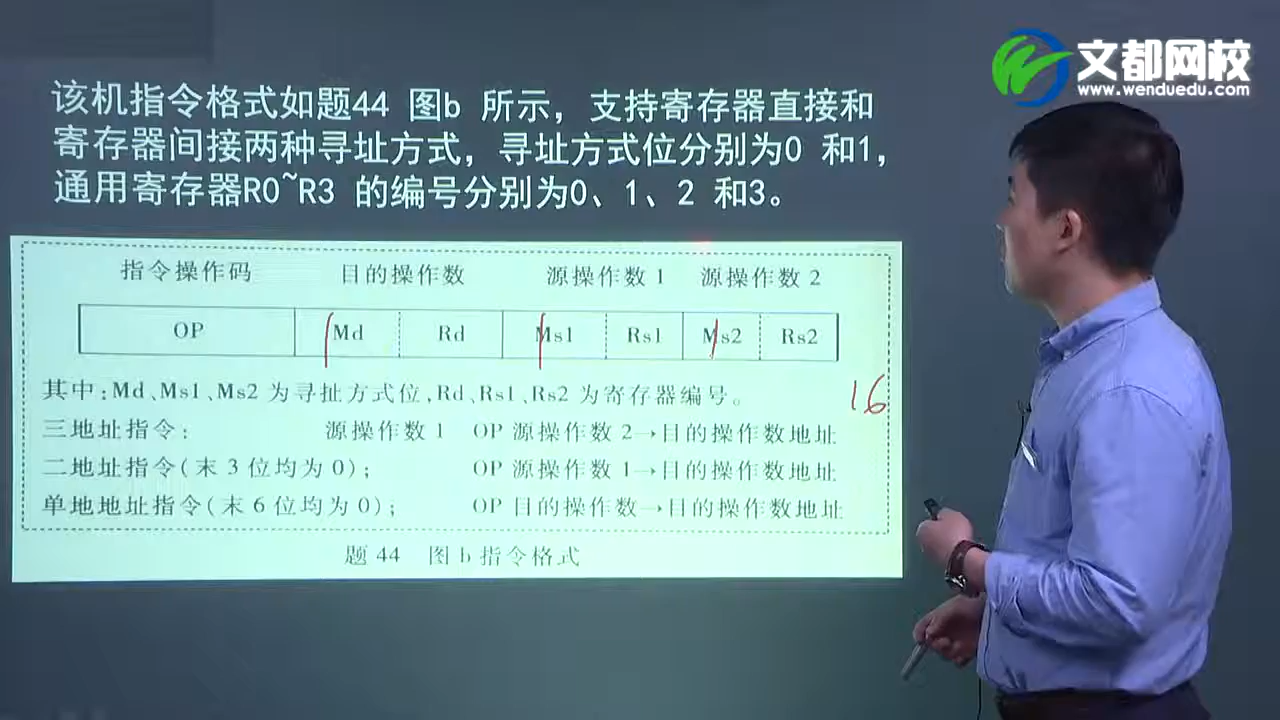 文都网校
www.wenduedu.com
该机指令格式如题44 图b 所示，支持寄存器直接和
寄存器间接两种寻址方式，寻址方式位分别为0 和1，
通用寄存器R0~R3 的编号分别为0、1、2 和3。
指令操作码 目的操作数 源操作数 1 源操作数 2
OP Md Rd Ms1 Rs1 Ms2 Rs2
其中:Md、Ms1、Ms2 为寻扯方式位,Rd、Rs1、Rs2 为寄存器编号。
16
三地址指令: 源操作数 1 OP 源操作数 2→目的操作数地址
二地址指令(末 3 位均为 0); OP 源操作数 1→目的操作数地址
单地地址指令(末 6 位均为 0); OP 目的操作数→目的操作数地址
题 44 图 b 指令格式